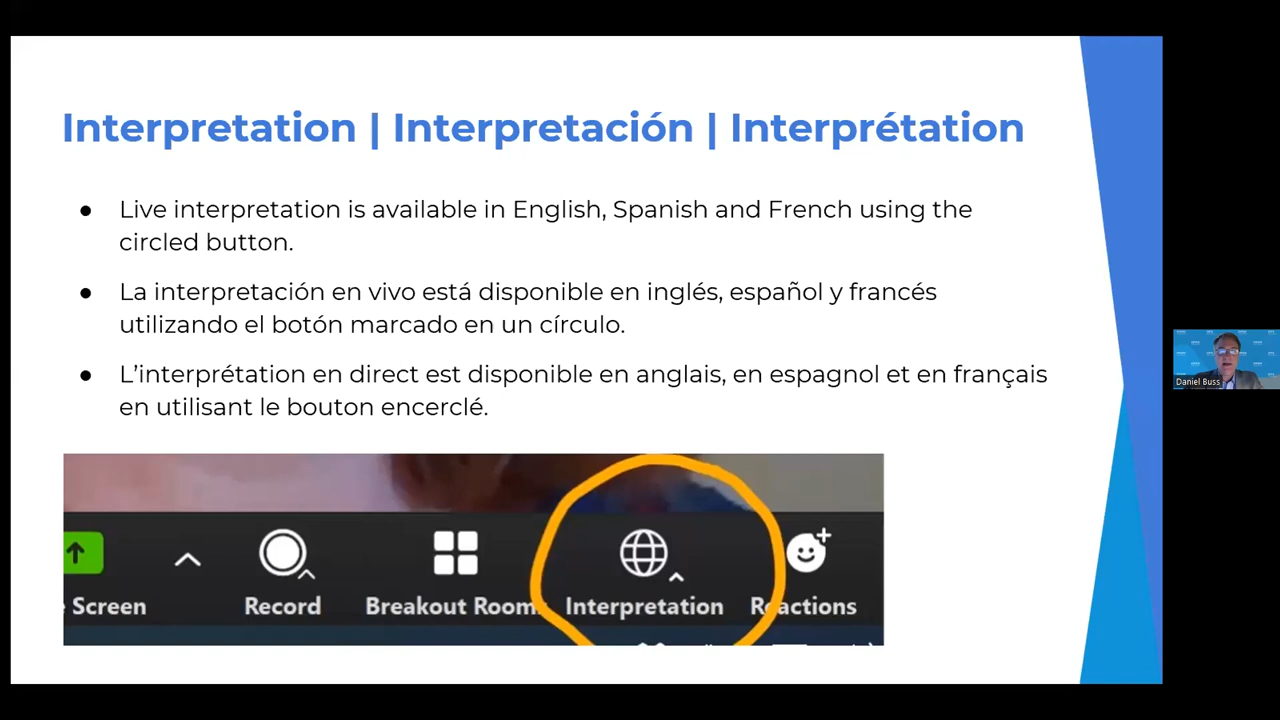 Interpretation | Interpretación | Interprétation
● Live interpretation is available in English, Spanish and French using the
circled button.
● La interpretación en vivo está disponible en inglés, español y francés
utilizando el botón marcado en un círculo.
● L’interprétation en direct est disponible en anglais, en espagnol et en français
en utilisant le bouton encerclé.
Screen Record Breakout Room Interpretation Reactions
Daniel Buss